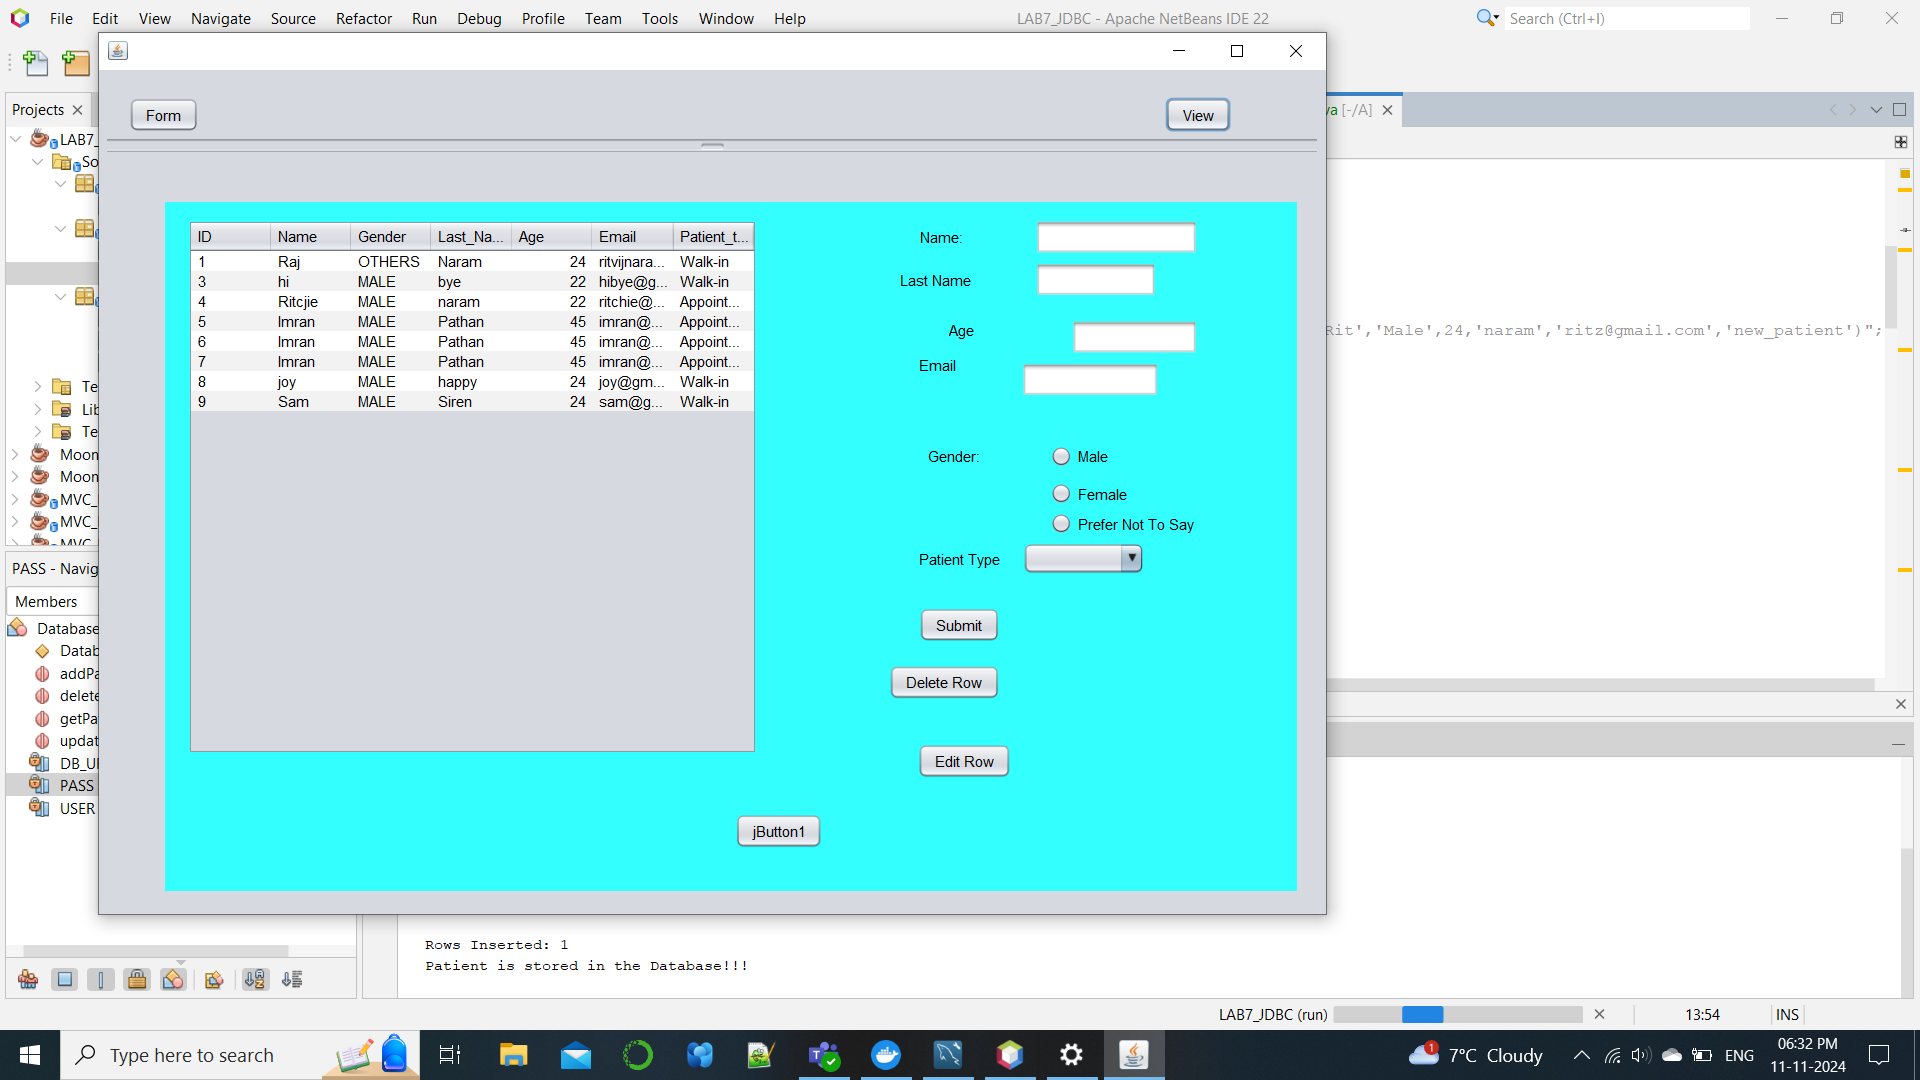 File Edit View Navigate Source Refactor Run Debug Profile Team Tools Window Help
LAB7_JDBC - Apache NetBeans IDE 22
Search (Ctrl+I)
Form
View
Projects
LAB7_
So
Te
Lib
Te
Moon
Moon
MVC_
MVC_
MVC_
va [-/A]
ID Name Gender Last_Na... Age Email Patient_t...
1 Raj OTHERS Naram 24 ritvijnara... Walk-in
3 hi MALE bye 22 hibye@g... Walk-in
4 Ritcjie MALE naram 22 ritchie@... Appoint...
5 Imran MALE Pathan 45 imran@... Appoint...
6 Imran MALE Pathan 45 imran@... Appoint...
7 Imran MALE Pathan 45 imran@... Appoint...
8 joy MALE happy 24 joy@gm... Walk-in
9 Sam MALE Siren 24 sam@g... Walk-in
Name:
Last Name
Age
Email
Gender:
Male
Female
Prefer Not To Say
Patient Type
Submit
Delete Row
Edit Row
jButton1
Rit','Male',24,'naram','ritz@gmail.com','new_patient')";
PASS - Navig
Members
Database
Datab
addPa
delete
getPa
updat
DB_U
PASS
USER
Rows Inserted: 1
Patient is stored in the Database!!!
LAB7_JDBC (run)
13:54
INS
Type here to search
1
7°C Cloudy
ENG
06:32 PM
11-11-2024